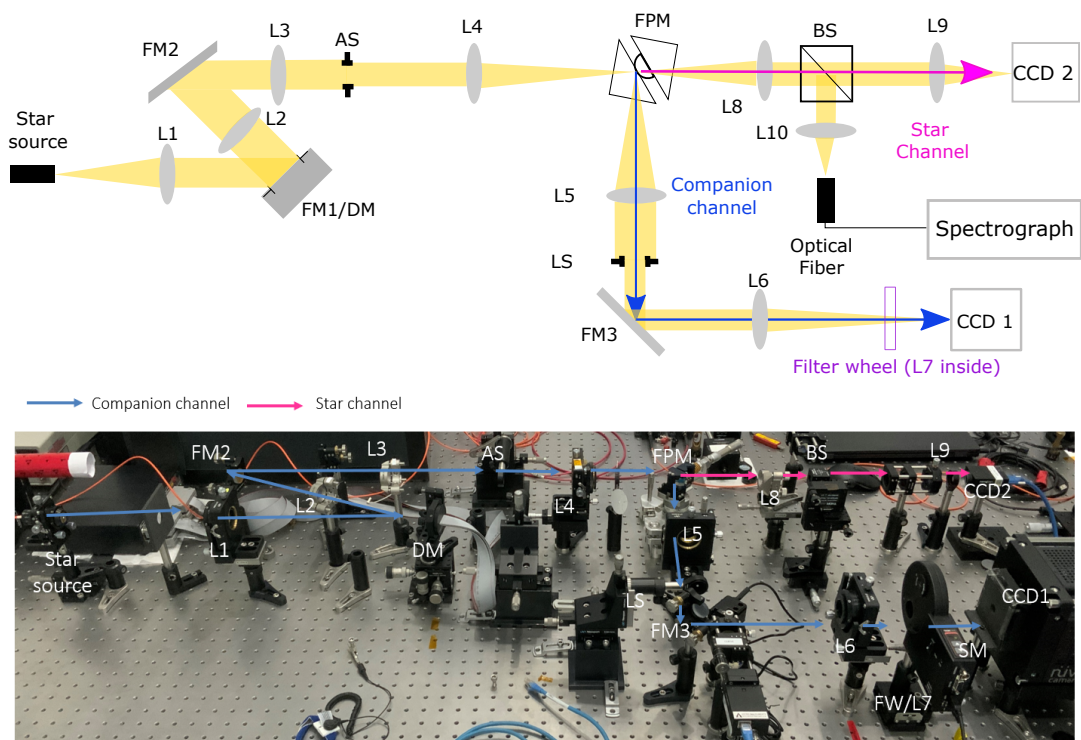 FM2
L3
AS
L4
FPM
L8
BS
L9
CCD 2
Star
source
L1
L2
FM1/DM
L10
Star
Channel
L5
Companion
channel
Optical
Fiber
Spectrograph
LS
FM3
L6
CCD 1
Filter wheel (L7 inside)
Companion channel
Star channel
FM2
L3
AS
FPM
BS
L9
L2
L4
L8
CCD2
L1
DM
L5
Star
source
LS
CCD1
FM3
L6
SM
FW/L7